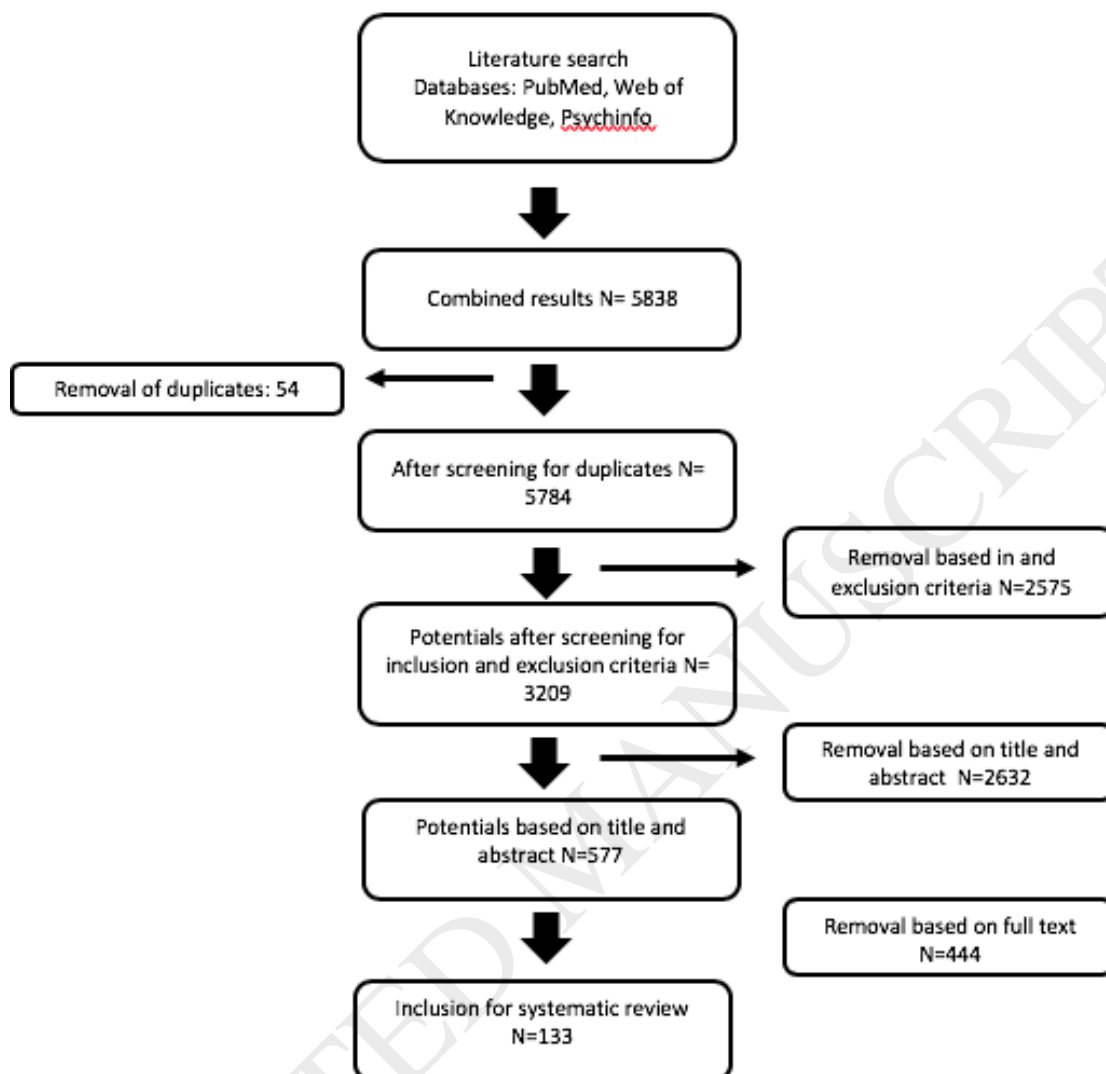 Literature search
Databases: PubMed, Web of
Knowledge, Psychinfo
Combined results N= 5838
Removal of duplicates: 54
After screening for duplicates N=
5784
Removal based in and
exclusion criteria N=2575
Potentials after screening for
inclusion and exclusion criteria N=
3209
Removal based on title and
abstract N=2632
Potentials based on title and
abstract N=577
Removal based on full text
N=444
Inclusion for systematic review
N=133
TED MANUSCRIPT